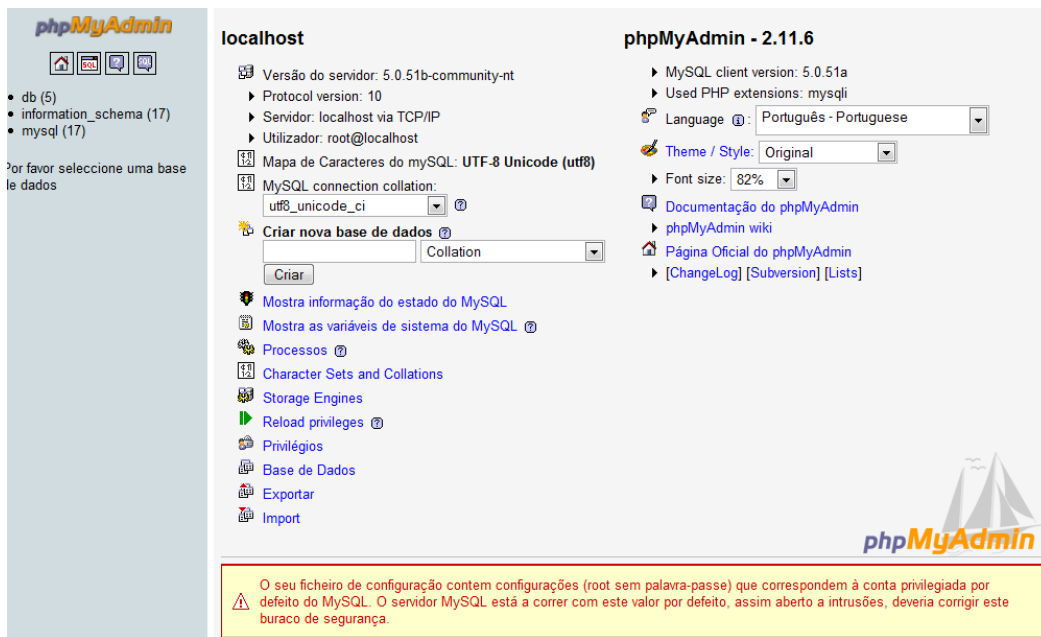 phpMyAdmin
SQL
SQL
db (5)
information_schema (17)
mysql (17)
Por favor seleccione uma base
de dados
localhost
Versão do servidor: 5.0.51b-community-nt
Protocol version: 10
Servidor: localhost via TCP/IP
Utilizador: root@localhost
Mapa de Caracteres do mySQL: UTF-8 Unicode (utf8)
MySQL connection collation:
utf8_unicode_ci
Criar nova base de dados
Collation
Criar
Mostra informação do estado do MySQL
Mostra as variáveis de sistema do MySQL
Processos
Character Sets and Collations
Storage Engines
Reload privileges
Privilégios
Base de Dados
Exportar
Import
phpMyAdmin - 2.11.6
MySQL client version: 5.0.51a
Used PHP extensions: mysqli
Language : Português - Portuguese
Theme / Style: Original
Font size: 82%
Documentação do phpMyAdmin
phpMyAdmin wiki
Página Oficial do phpMyAdmin
[ChangeLog] [Subversion] [Lists]
phpMyAdmin
O seu ficheiro de configuração contem configurações (root sem palavra-passe) que correspondem à conta privilegiada por
defeito do MySQL. O servidor MySQL está a correr com este valor por defeito, assim aberto a intrusões, deveria corrigir este
buraco de segurança.